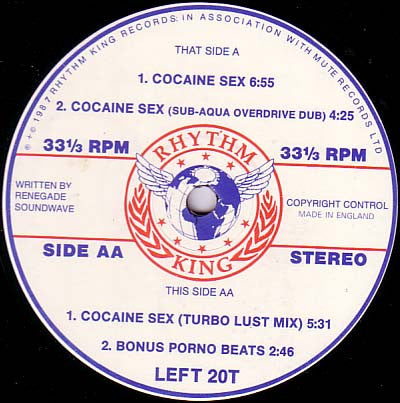 ℗ + © 1987 RHYTHM KING RECORDS: IN ASSOCIATION WITH MUTE RECORDS LTD
THAT SIDE A
1. COCAINE SEX 6:55
2. COCAINE SEX (SUB-AQUA OVERDRIVE DUB) 4:25
33⅓ RPM
33⅓ RPM
RHYTHM
KING
WRITTEN BY
RENEGADE
SOUNDWAVE
COPYRIGHT CONTROL
MADE IN ENGLAND
SIDE AA
STEREO
THIS SIDE AA
1. COCAINE SEX (TURBO LUST MIX) 5:31
2. BONUS PORNO BEATS 2:46
LEFT 20T